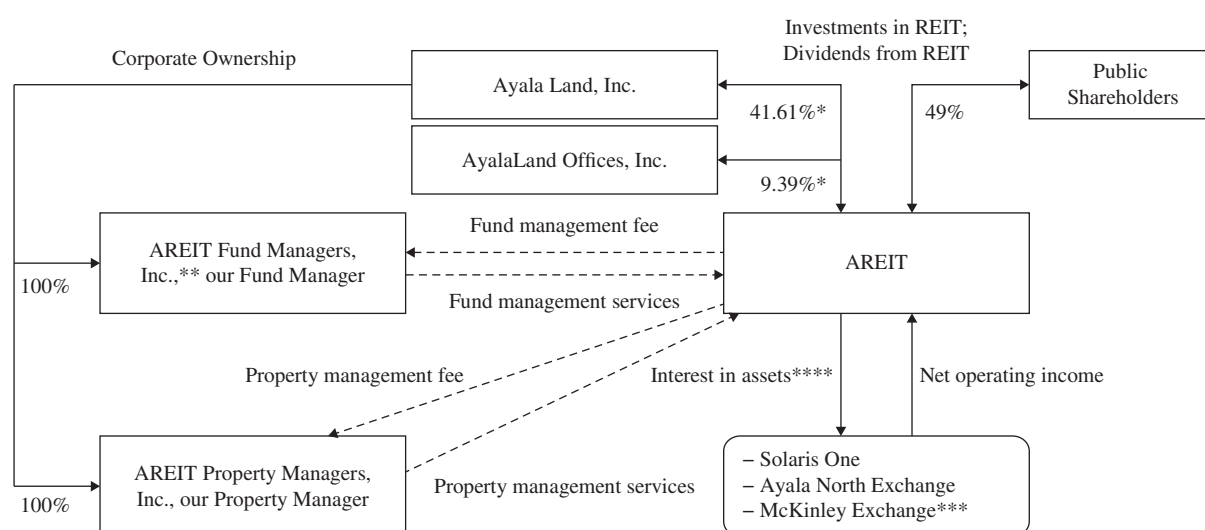 Investments in REIT;
Dividends from REIT
Corporate Ownership
Ayala Land, Inc.
Public
Shareholders
41.61%*
49%
AyalaLand Offices, Inc.
9.39%*
Fund management fee
AREIT Fund Managers,
Inc.,** our Fund Manager
AREIT
100%
Fund management services
Property management fee
Interest in assets****
Net operating income
AREIT Property Managers,
Inc., our Property Manager
100%
Property management services
– Solaris One
– Ayala North Exchange
– McKinley Exchange***